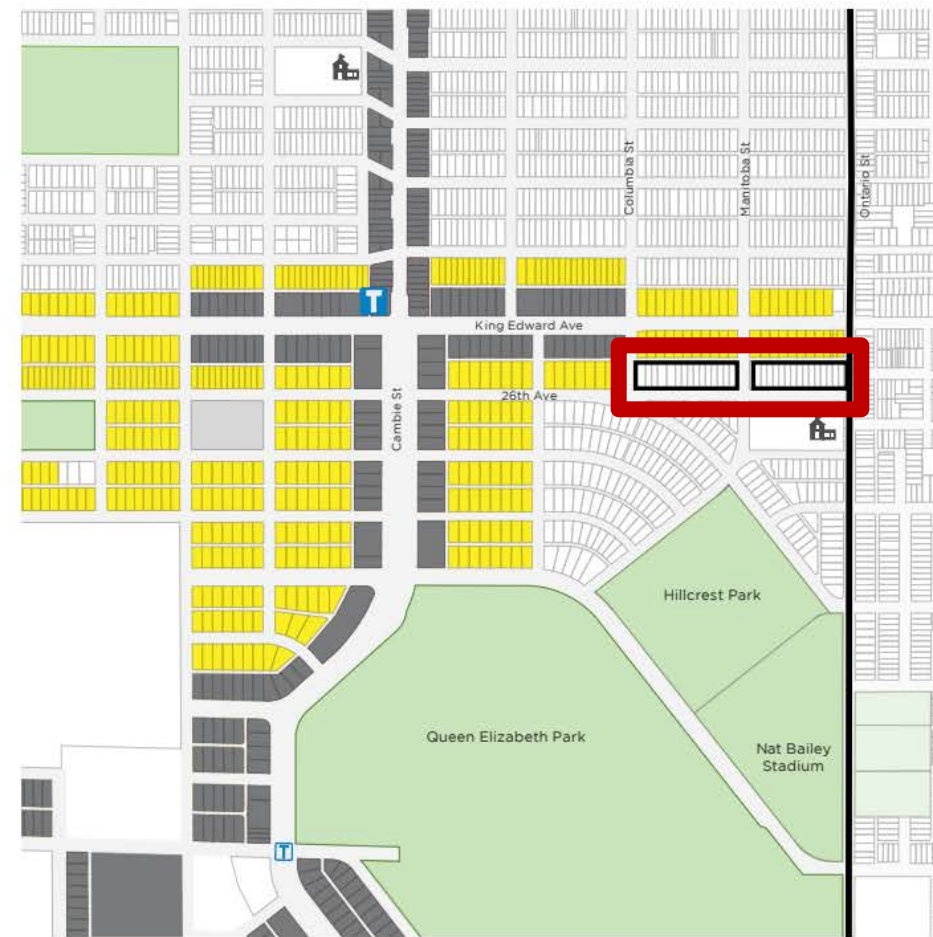 Columbia St
Manitoba St
Ontario St
T
King Edward Ave
26th Ave
Cambie St
Hillcrest Park
Queen Elizabeth Park
Nat Bailey
Stadium
T